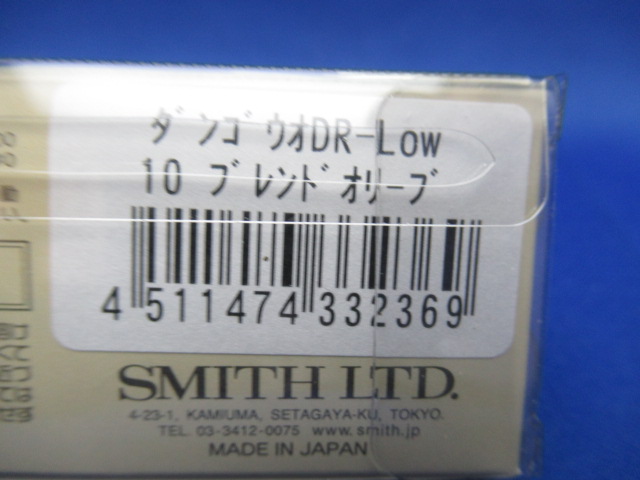 ﾀﾞﾝｺﾞｳｵDR-Low
10 ﾌﾞﾚﾝﾄﾞｵﾘｰﾌﾞ
4 511474 332369
SMITH LTD.
4-23-1, KAMIUMA, SETAGAYA-KU, TOKYO.
TEL. 03-3412-0075 www.smith.jp
MADE IN JAPAN